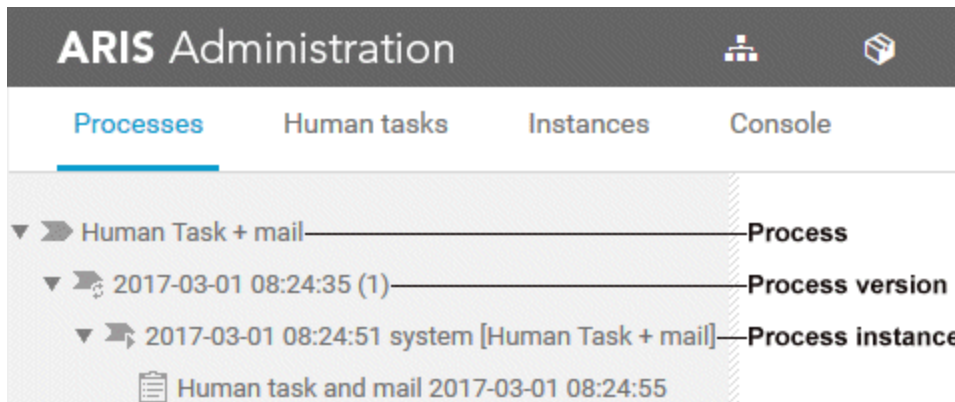 ARIS Administration
Processes Human tasks Instances Console
Human Task + mail Process
2017-03-01 08:24:35 (1) Process version
2017-03-01 08:24:51 system [Human Task + mail] Process instance
Human task and mail 2017-03-01 08:24:55